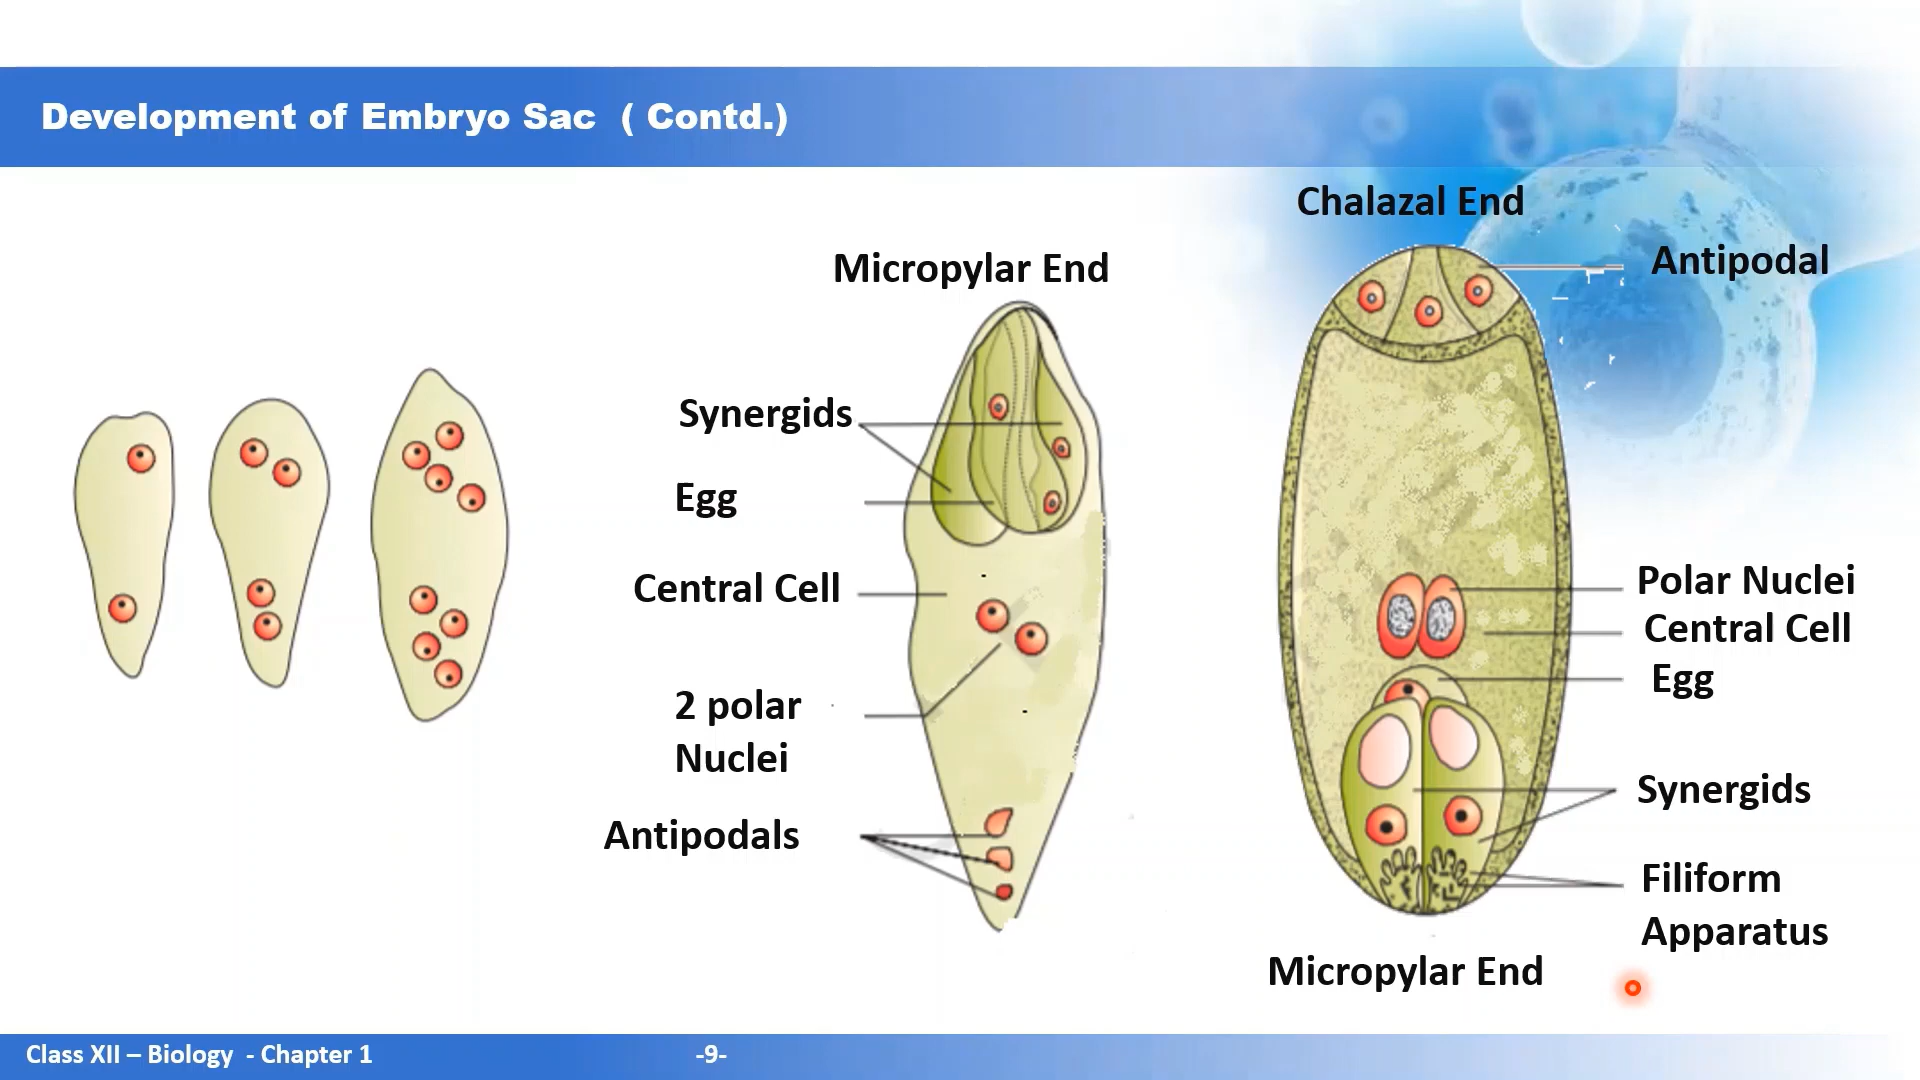 Development of Embryo Sac ( Contd.)
Micropylar End
Synergids
Egg
Central Cell
2 polar
Nuclei
Antipodals
Chalazal End
Antipodal
Polar Nuclei
Central Cell
Egg
Synergids
Filiform
Apparatus
Micropylar End
Class XII – Biology - Chapter 1
-9-